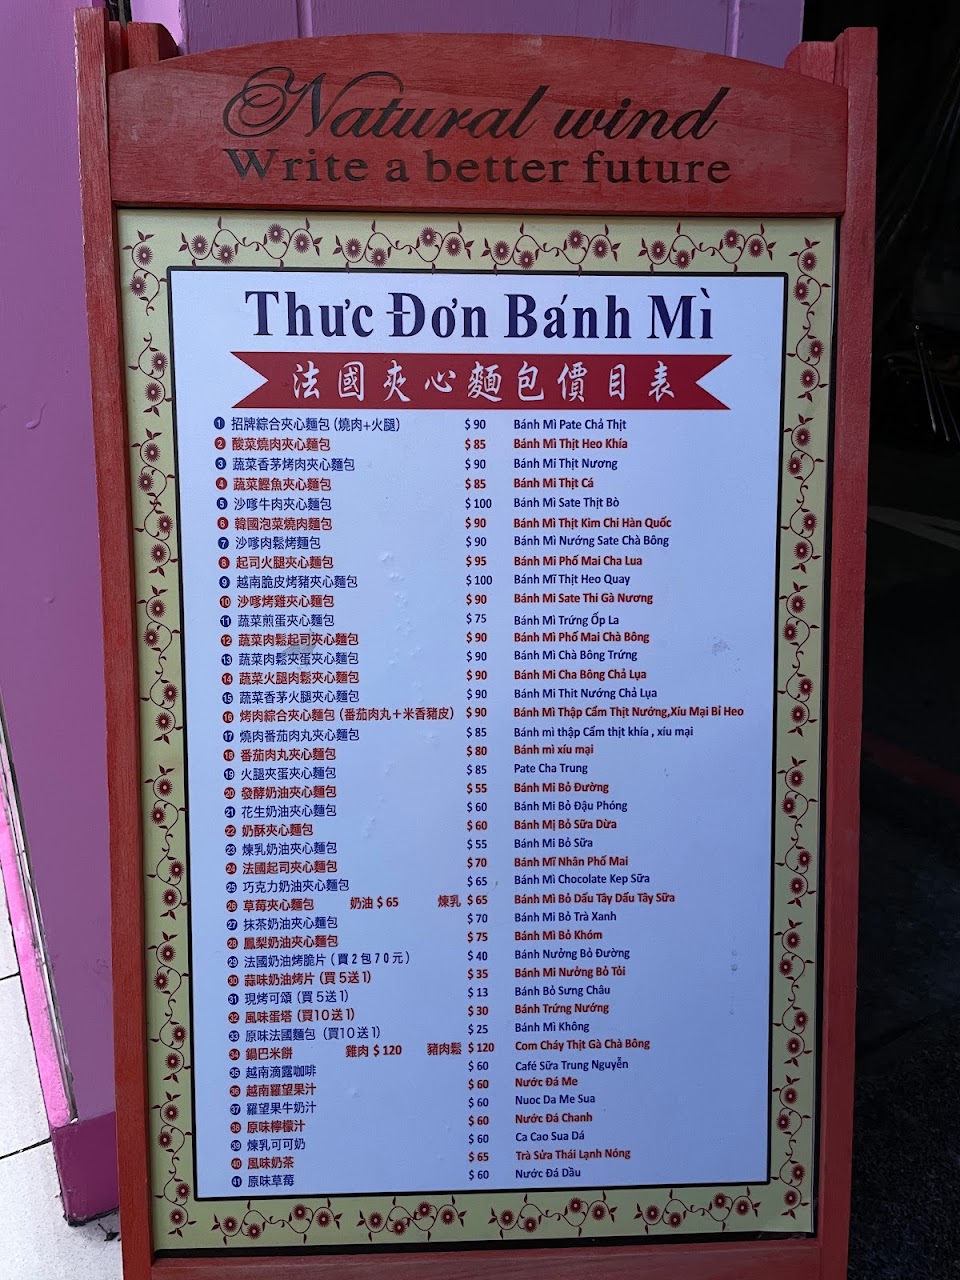 Natural wind
Write a better future
Thực Đơn Bánh Mì
法國夾心麵包價目表
1 招牌綜合夾心麵包 (燒肉+火腿) $ 90 Bánh Mì Pate Chả Thịt
2 酸菜燒肉夾心麵包 $ 85 Bánh Mì Thịt Heo Khía
3 蔬菜香茅烤肉夾心麵包 $ 90 Bánh Mi Thịt Nương
4 蔬菜鰹魚夾心麵包 $ 85 Bánh Mi Thịt Cá
5 沙嗲牛肉夾心麵包 $ 100 Bánh Mì Sate Thịt Bò
6 韓國泡菜燒肉麵包 $ 90 Bánh Mì Thịt Kim Chi Hàn Quốc
7 沙嗲肉鬆烤麵包 $ 90 Bánh Mì Nướng Sate Chà Bông
8 起司火腿夾心麵包 $ 95 Bánh Mi Phố Mai Cha Lua
9 越南脆皮烤豬夾心麵包 $ 100 Bánh Mĩ Thịt Heo Quay
10 沙嗲烤雞夾心麵包 $ 90 Bánh Mi Sate Thi Gà Nương
11 蔬菜煎蛋夾心麵包 $ 75 Bánh Mì Trứng Ốp La
12 蔬菜肉鬆起司夾心麵包 $ 90 Bánh Mì Phố Mai Chà Bông
13 蔬菜肉鬆夾蛋夾心麵包 $ 90 Bánh Mì Chà Bông Trứng
14 蔬菜火腿肉鬆夾心麵包 $ 90 Bánh Mi Cha Bông Chả Lụa
15 蔬菜香茅火腿夾心麵包 $ 90 Bánh Mi Thit Nướng Chả Lụa
16 烤肉綜合夾心麵包 (番茄肉丸+米香豬皮) $ 90 Bánh Mì Thập Cẩm Thịt Nướng,Xíu Mại Bì Heo
17 燒肉番茄肉丸夾心麵包 $ 85 Bánh mì thập Cẩm thịt khía , xíu mại
18 番茄肉丸夾心麵包 $ 80 Bánh mì xíu mại
19 火腿夾蛋夾心麵包 $ 85 Pate Cha Trung
20 發酵奶油夾心麵包 $ 55 Bánh Mi Bỏ Đường
21 花生奶油夾心麵包 $ 60 Bánh Mi Bỏ Đậu Phóng
22 奶酥夾心麵包 $ 60 Bánh Mị Bỏ Sữa Dừa
23 煉乳奶油夾心麵包 $ 55 Bánh Mi Bỏ Sữa
24 法國起司夾心麵包 $ 70 Bánh Mĩ Nhân Phố Mai
25 巧克力奶油夾心麵包 $ 65 Bánh Mì Chocolate Kep Sữa
26 草莓夾心麵包 奶油 $ 65 煉乳 $ 65 Bánh Mì Bỏ Dấu Tây Dấu Tây Sữa
27 抹茶奶油夾心麵包 $ 70 Bánh Mi Bỏ Trà Xanh
28 鳳梨奶油夾心麵包 $ 75 Bánh Mì Bỏ Khóm
29 法國奶油烤脆片 (買2包70元) $ 40 Bánh Nưởng Bỏ Đường
30 蒜味奶油烤片 (買5送1) $ 35 Bánh Mi Nưởng Bỏ Tỏi
31 現烤可頌 (買5送1) $ 13 Bánh Bỏ Sưng Châu
32 風味蛋塔 (買10送1) $ 30 Bánh Trứng Nướng
33 原味法國麵包 (買10送1) $ 25 Bánh Mì Không
34 鍋巴米餅 雞肉 $ 120 豬肉鬆 $ 120 Com Cháy Thịt Gà Chà Bông
35 越南滴露咖啡 $ 60 Café Sữa Trung Nguyễn
36 越南羅望果汁 $ 60 Nước Đá Me
37 羅望果牛奶汁 $ 60 Nuoc Da Me Sua
38 原味檸檬汁 $ 60 Nước Đá Chanh
39 煉乳可可奶 $ 60 Ca Cao Sua Dá
40 風味奶茶 $ 65 Trà Sửa Thái Lạnh Nóng
41 原味草莓 $ 60 Nước Đá Dầu